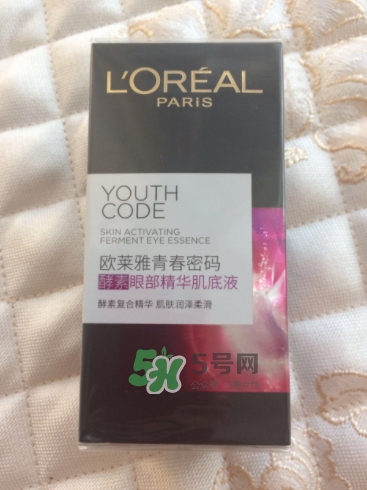 L'ORÉAL
PARIS
YOUTH
CODE
SKIN ACTIVATING
FERMENT EYE ESSENCE
欧莱雅青春密码
酵素眼部精华肌底液
酵素复合精华 肌肤润泽柔滑
5号网